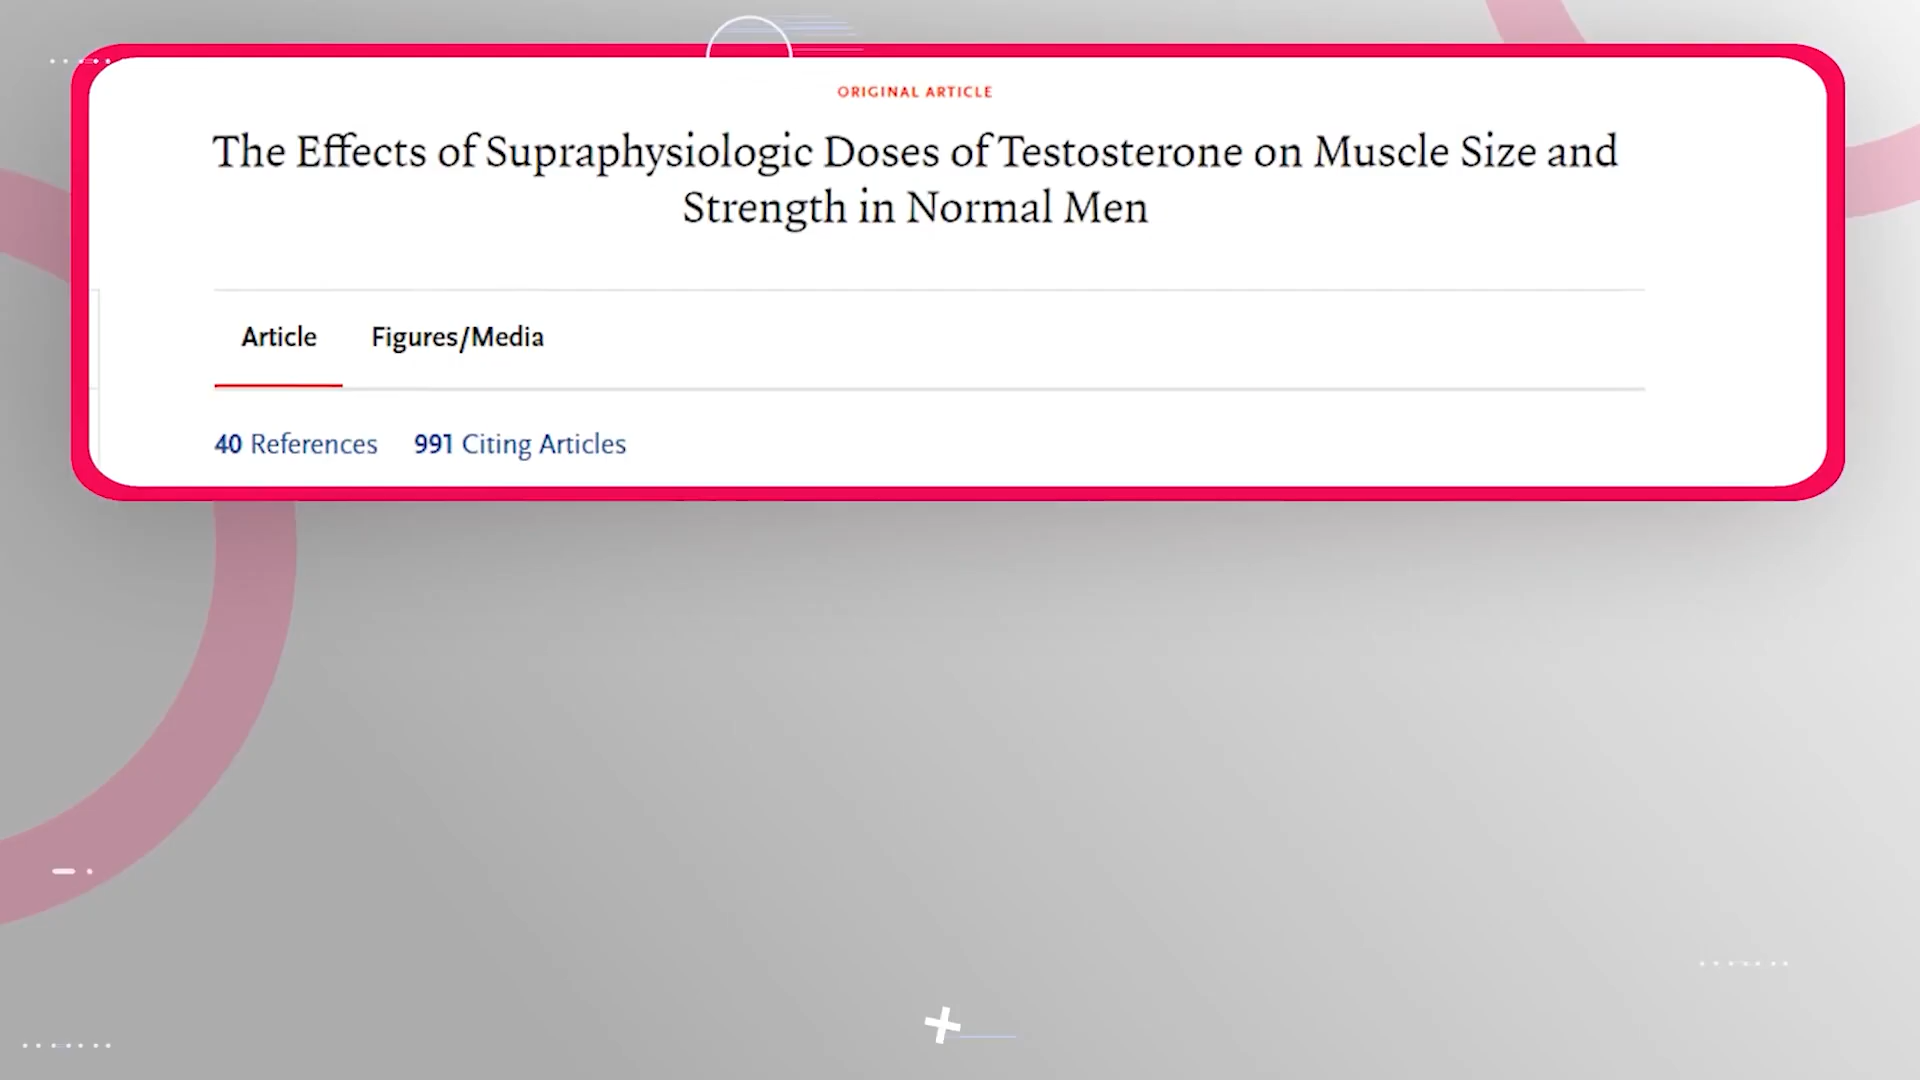 ORIGINAL ARTICLE
The Effects of Supraphysiologic Doses of Testosterone on Muscle Size and
Strength in Normal Men
Article Figures/Media
40 References 991 Citing Articles